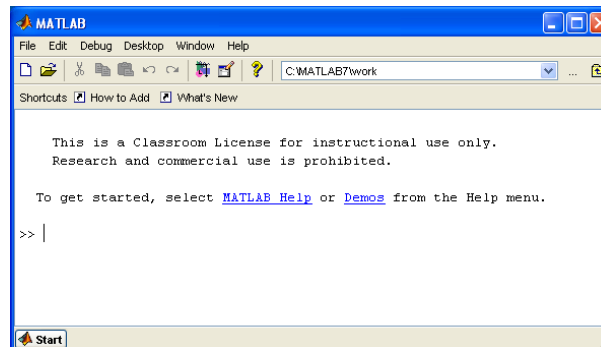 MATLAB
File Edit Debug Desktop Window Help
C:\MATLAB7\work
...
Shortcuts How to Add What's New
This is a Classroom License for instructional use only.
Research and commercial use is prohibited.
To get started, select MATLAB Help or Demos from the Help menu.
>>
Start